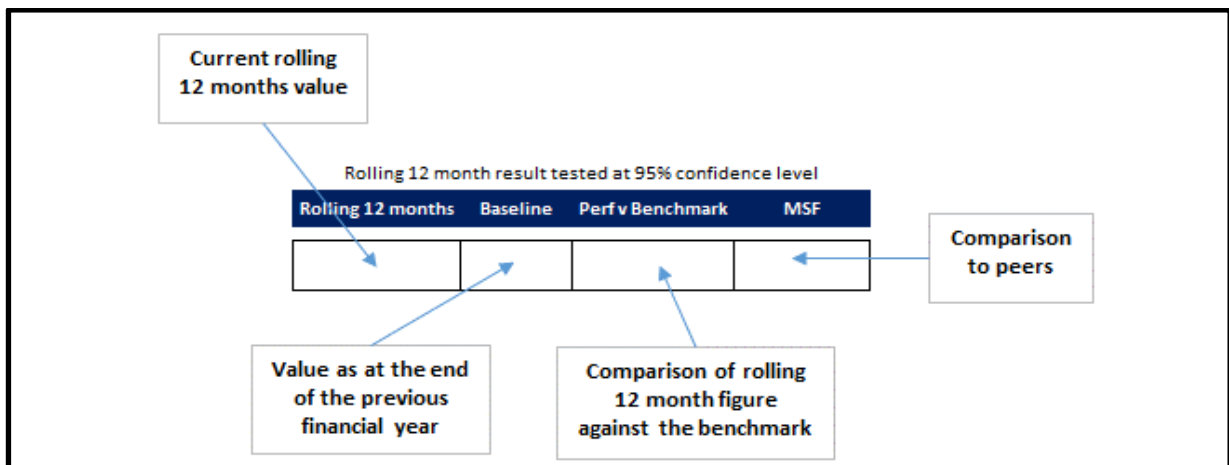 Current rolling
12 months value
Rolling 12 month result tested at 95% confidence level
Rolling 12 months Baseline Perf v Benchmark MSF
Comparison
to peers
Value as at the end
of the previous
financial year
Comparison of rolling
12 month figure
against the benchmark